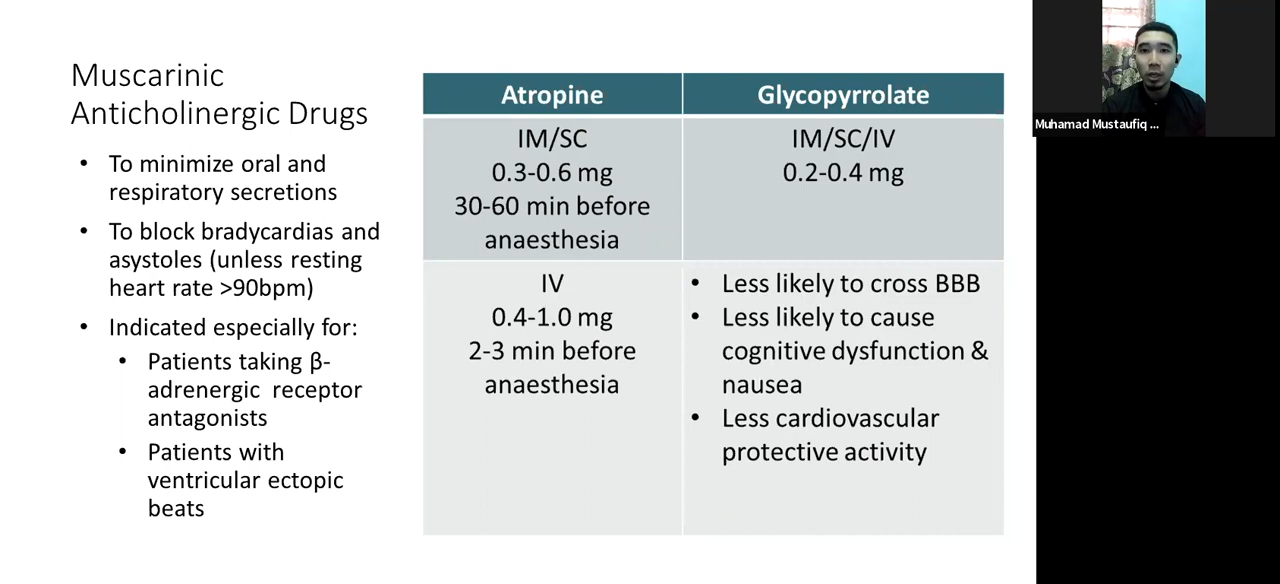 Muscarinic
Anticholinergic Drugs
• To minimize oral and
respiratory secretions
• To block bradycardias and
asystoles (unless resting
heart rate >90bpm)
• Indicated especially for:
• Patients taking β-
adrenergic receptor
antagonists
• Patients with
ventricular ectopic
beats
Atropine
Glycopyrrolate
IM/SC
0.3-0.6 mg
30-60 min before
anaesthesia
IM/SC/IV
0.2-0.4 mg
IV
0.4-1.0 mg
2-3 min before
anaesthesia
• Less likely to cross BBB
• Less likely to cause
cognitive dysfunction &
nausea
• Less cardiovascular
protective activity
Muhamad Mustaufiq ...